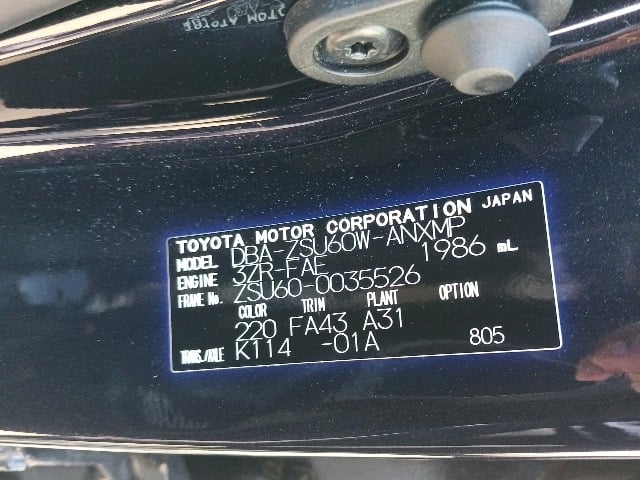 TOYOTA MOTOR CORPORATION JAPAN
MODEL DBA-ZSU60W-ANXMP
ENGINE 3ZR-FAE 1986 mL
FRAME No. ZSU60-0035526
COLOR TRIM PLANT OPTION
220 FA43 A31
TRANS./AXLE K114 -01A 805